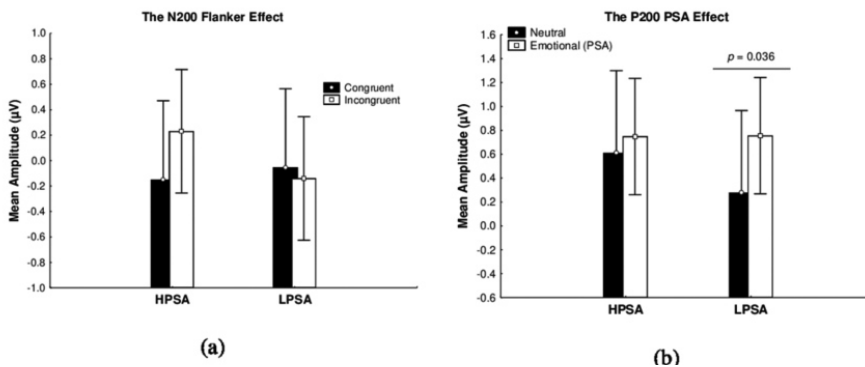 The N200 Flanker Effect
Mean Amplitude (µV)
1.0
0.8
0.6
0.4
0.2
0.0
-0.2
-0.4
-0.6
-0.8
-1.0
Congruent
Incongruent
HPSA LPSA
(a)
The P200 PSA Effect
Neutral
Emotional (PSA)
p = 0.036
Mean Amplitude (µV)
1.6
1.4
1.2
1.0
0.8
0.6
0.4
0.2
0.0
-0.2
-0.4
-0.6
HPSA LPSA
(b)